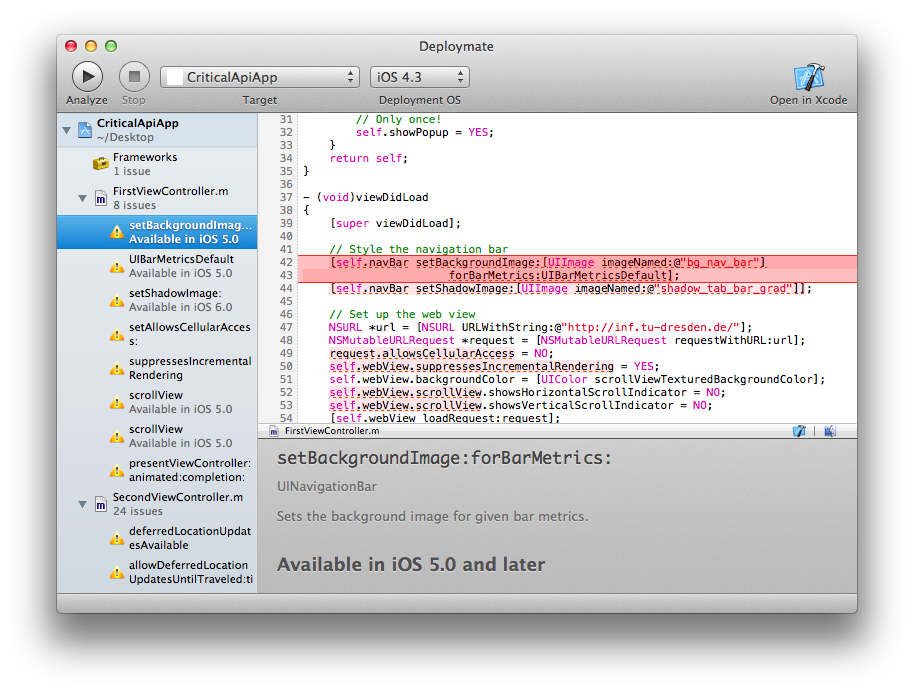 Deploymate
CriticalApiApp
iOS 4.3
Analyze
Stop
Target
Deployment OS
Open in Xcode
CriticalApiApp
~/Desktop
Frameworks
1 issue
FirstViewController.m
8 issues
setBackgroundImag...
Available in iOS 5.0
UIBarMetricsDefault
Available in iOS 5.0
setShadowImage:
Available in iOS 6.0
setAllowsCellularAcces
s:
suppressesIncremental
Rendering
scrollView
Available in iOS 5.0
scrollView
Available in iOS 5.0
presentViewController:
animated:completion:
SecondViewController.m
24 issues
deferredLocationUpdat
esAvailable
allowDeferredLocation
UpdatesUntilTraveled:ti
31 // Only once!
32 self.showPopup = YES;
33 }
34 return self;
35 }
36
37 - (void)viewDidLoad
38 {
39 [super viewDidLoad];
40
41 // Style the navigation bar
42 [self.navBar setBackgroundImage:[UIImage imageNamed:@"bg_nav_bar"]
43 forBarMetrics:UIBarMetricsDefault];
44 [self.navBar setShadowImage:[UIImage imageNamed:@"shadow_tab_bar_grad"]];
45
46 // Set up the web view
47 NSURL *url = [NSURL URLWithString:@"http://inf.tu-dresden.de/"];
48 NSMutableURLRequest *request = [NSMutableURLRequest requestWithURL:url];
49 request.allowsCellularAccess = NO;
50 self.webView.suppressesIncrementalRendering = YES;
51 self.webView.backgroundColor = [UIColor scrollViewTexturedBackgroundColor];
52 self.webView.scrollView.showsHorizontalScrollIndicator = NO;
53 self.webView.scrollView.showsVerticalScrollIndicator = NO;
54 [self.webView loadRequest:request];
FirstViewController.m
setBackgroundImage:forBarMetrics:
UINavigationBar
Sets the background image for given bar metrics.
Available in iOS 5.0 and later